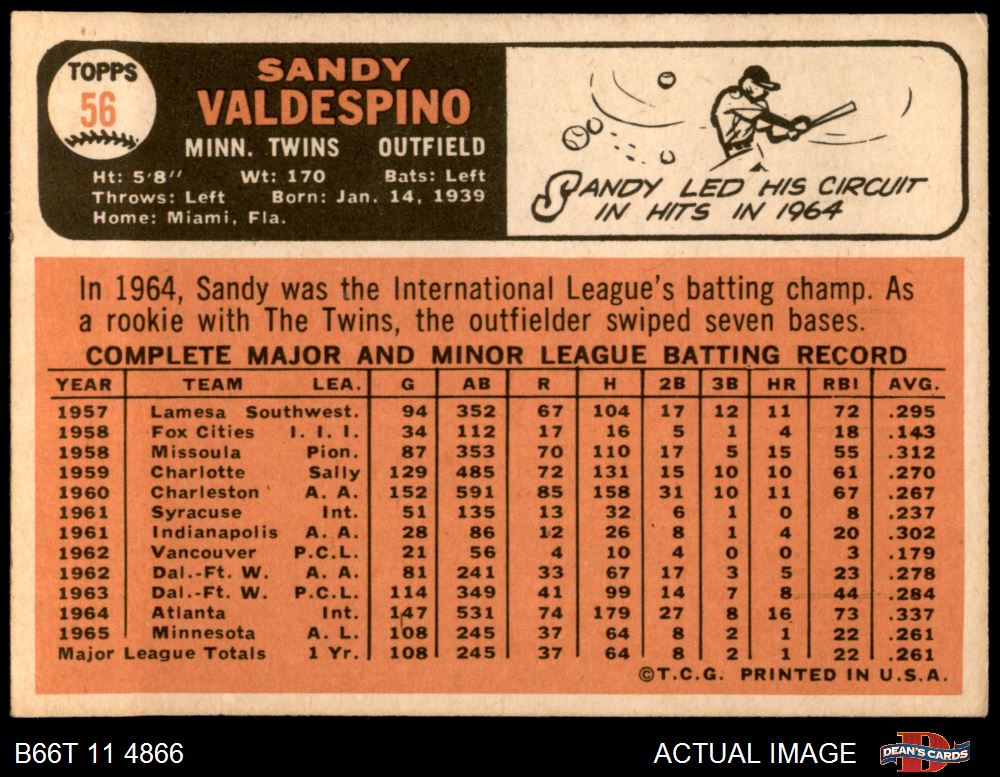 TOPPS
56
SANDY
VALDESPINO
MINN. TWINS OUTFIELD
Ht: 5'8" Wt: 170 Bats: Left
Throws: Left Born: Jan. 14, 1939
Home: Miami, Fla.
SANDY LED HIS CIRCUIT
IN HITS IN 1964
In 1964, Sandy was the International League's batting champ. As
a rookie with The Twins, the outfielder swiped seven bases.
COMPLETE MAJOR AND MINOR LEAGUE BATTING RECORD
YEAR TEAM LEA. G AB R H 2B 3B HR RBI AVG.
1957 Lamesa Southwest. 94 352 67 104 17 12 11 72 .295
1958 Fox Cities I. I. I. 34 112 17 16 5 1 4 18 .143
1958 Missoula Pion. 87 353 70 110 17 5 15 55 .312
1959 Charlotte Sally 129 485 72 131 15 10 10 61 .270
1960 Charleston A. A. 152 591 85 158 31 10 11 67 .267
1961 Syracuse Int. 51 135 13 32 6 1 0 8 .237
1961 Indianapolis A. A. 28 86 12 26 8 1 4 20 .302
1962 Vancouver P.C.L. 21 56 4 10 4 0 0 3 .179
1962 Dal.-Ft. W. A. A. 81 241 33 67 17 3 5 23 .278
1963 Dal.-Ft. W. P.C.L. 114 349 41 99 14 7 8 44 .284
1964 Atlanta Int. 147 531 74 179 27 8 16 73 .337
1965 Minnesota A. L. 108 245 37 64 8 2 1 22 .261
Major League Totals 1 Yr. 108 245 37 64 8 2 1 22 .261
©T.C.G. PRINTED IN U.S.A.
B66T 11 4866 ACTUAL IMAGE DEAN'S CARDS